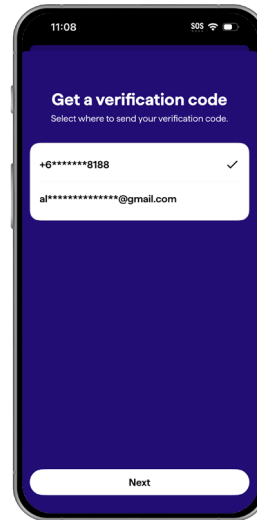 11:08
SOS
Get a verification code
Select where to send your verification code.
+6*******8188
al**************@gmail.com
Next